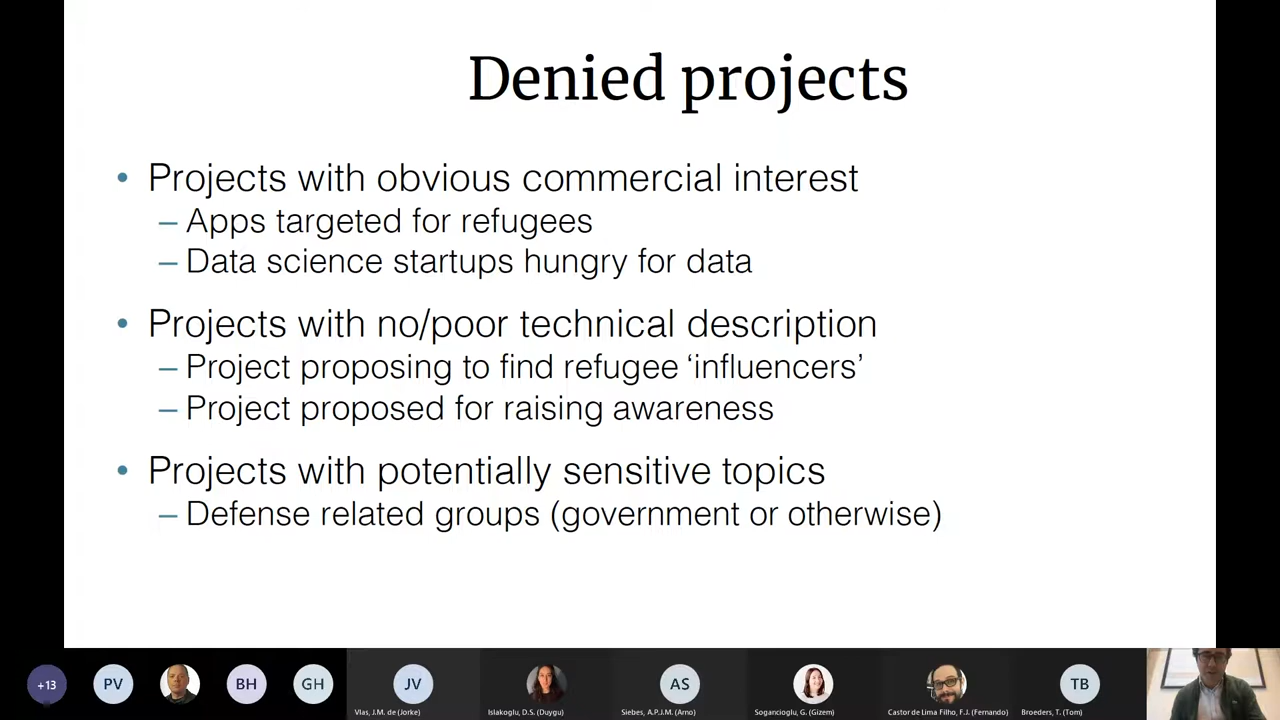 Denied projects
• Projects with obvious commercial interest
– Apps targeted for refugees
– Data science startups hungry for data
• Projects with no/poor technical description
– Project proposing to find refugee ‘influencers’
– Project proposed for raising awareness
• Projects with potentially sensitive topics
– Defense related groups (government or otherwise)
+13
PV
BH
GH
JV
AS
TB
Vlas, J.M. de (Jorke)
Islakoglu, D.S. (Duygu)
Siebes, A.P.J.M. (Arno)
Sogancioglu, G. (Gizem)
Castor de Lima Filho, F.J. (Fernando)
Broeders, T. (Tom)